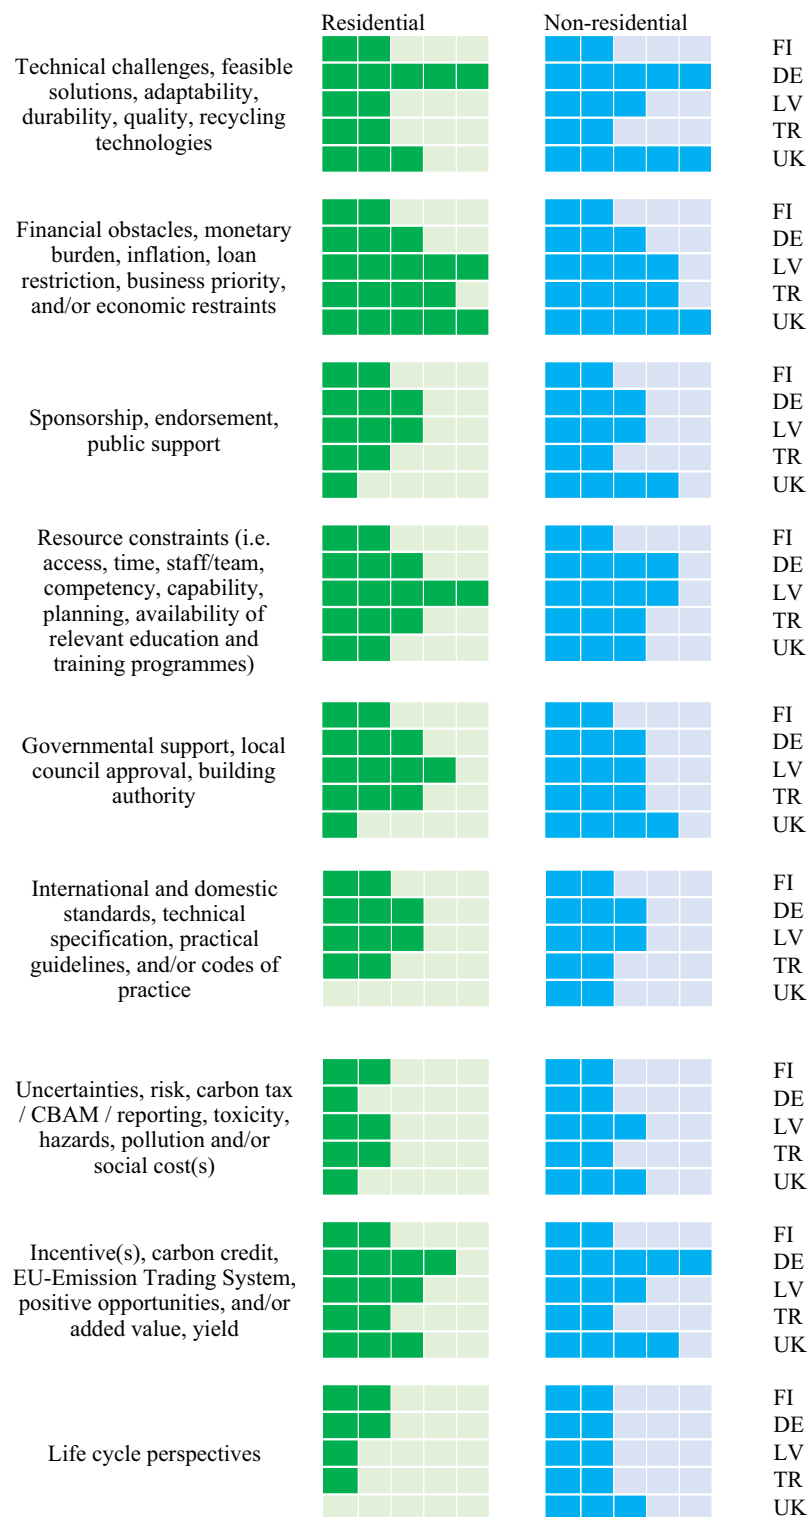 Residential
Non-residential
Technical challenges, feasible
solutions, adaptability,
durability, quality, recycling
technologies
FI
DE
LV
TR
UK
Financial obstacles, monetary
burden, inflation, loan
restriction, business priority,
and/or economic restraints
FI
DE
LV
TR
UK
Sponsorship, endorsement,
public support
FI
DE
LV
TR
UK
Resource constraints (i.e.
access, time, staff/team,
competency, capability,
planning, availability of
relevant education and
training programmes)
FI
DE
LV
TR
UK
Governmental support, local
council approval, building
authority
FI
DE
LV
TR
UK
International and domestic
standards, technical
specification, practical
guidelines, and/or codes of
practice
FI
DE
LV
TR
UK
Uncertainties, risk, carbon tax
/ CBAM / reporting, toxicity,
hazards, pollution and/or
social cost(s)
FI
DE
LV
TR
UK
Incentive(s), carbon credit,
EU-Emission Trading System,
positive opportunities, and/or
added value, yield
FI
DE
LV
TR
UK
Life cycle perspectives
FI
DE
LV
TR
UK